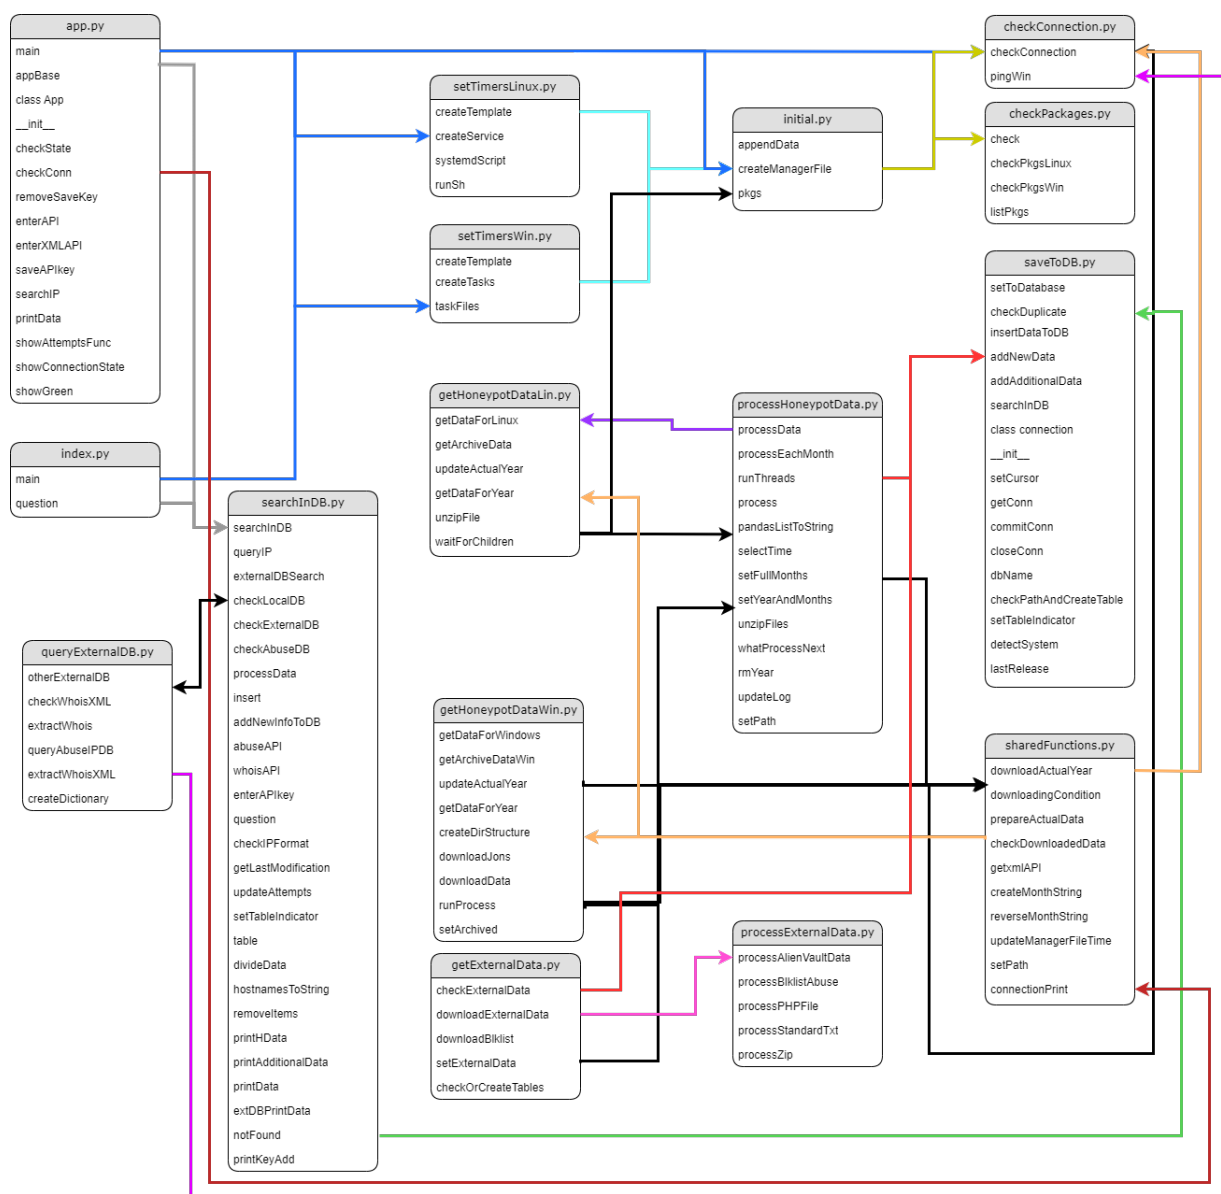 app.py
main
appBase
class App
__init__
checkState
checkConn
removeSaveKey
enterAPI
enterXMLAPI
saveAPIkey
searchIP
printData
showAttemptsFunc
showConnectionState
showGreen
index.py
main
question
queryExternalDB.py
otherExternalDB
checkWhoisXML
extractWhois
queryAbuseIPDB
extractWhoisXML
createDictionary
searchInDB.py
searchInDB
queryIP
externalDBSearch
checkLocalDB
checkExternalDB
checkAbuseDB
processData
insert
addNewInfoToDB
abuseAPI
whoisAPI
enterAPIkey
question
checkIPFormat
getLastModification
updateAttempts
setTableIndicator
table
divideData
hostnamesToString
removeItems
printHData
printAdditionalData
printData
extDBPrintData
notFound
printKeyAdd
setTimersLinux.py
createTemplate
createService
systemdScript
runSh
setTimersWin.py
createTemplate
createTasks
taskFiles
getHoneypotDataLin.py
getDataForLinux
getArchiveData
updateActualYear
getDataForYear
unzipFile
waitForChildren
getHoneypotDataWin.py
getDataForWindows
getArchiveDataWin
updateActualYear
getDataForYear
createDirStructure
downloadJons
downloadData
runProcess
setArchived
getExternalData.py
checkExternalData
downloadExternalData
downloadBlklist
setExternalData
checkOrCreateTables
initial.py
appendData
createManagerFile
pkgs
processHoneypotData.py
processData
processEachMonth
runThreads
process
pandasListToString
selectTime
setFullMonths
setYearAndMonths
unzipFiles
whatProcessNext
rmYear
updateLog
setPath
processExternalData.py
processAlienVaultData
processBlklistAbuse
processPHPFile
processStandardTxt
processZip
checkConnection.py
checkConnection
pingWin
checkPackages.py
check
checkPkgsLinux
checkPkgsWin
listPkgs
saveToDB.py
setToDatabase
checkDuplicate
insertDataToDB
addNewData
addAdditionalData
searchInDB
class connection
__init__
setCursor
getConn
commitConn
closeConn
dbName
checkPathAndCreateTable
setTableIndicator
detectSystem
lastRelease
sharedFunctions.py
downloadActualYear
downloadingCondition
prepareActualData
checkDownloadedData
getxmlAPI
createMonthString
reverseMonthString
updateManagerFileTime
setPath
connectionPrint